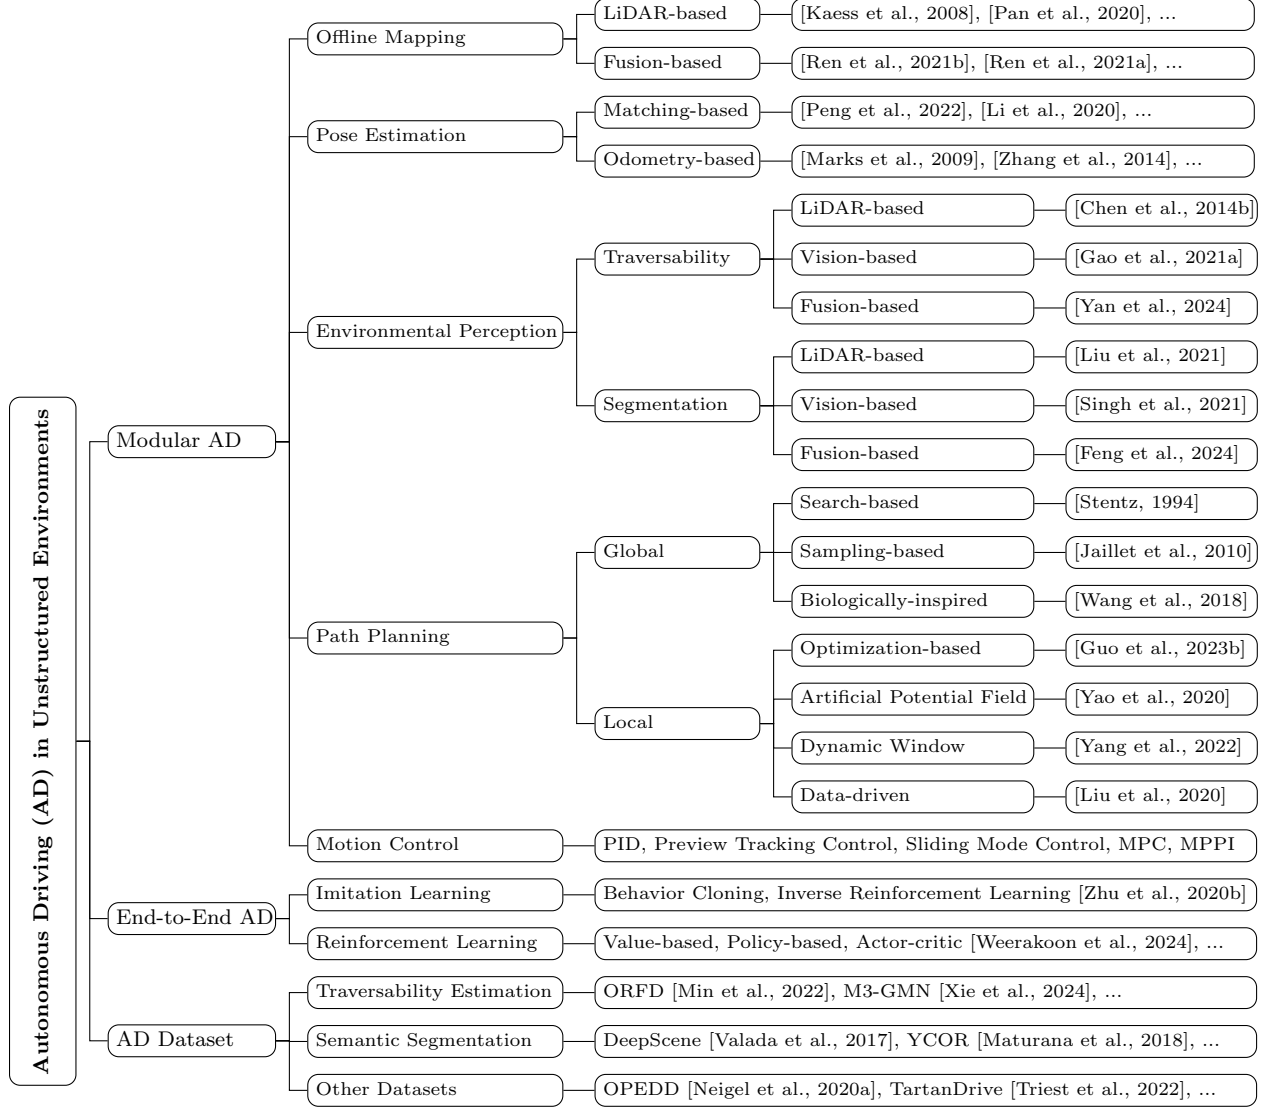 Autonomous Driving (AD) in Unstructured Environments
Modular AD
Offline Mapping
LiDAR-based
[Kaess et al., 2008], [Pan et al., 2020], ...
Fusion-based
[Ren et al., 2021b], [Ren et al., 2021a], ...
Pose Estimation
Matching-based
[Peng et al., 2022], [Li et al., 2020], ...
Odometry-based
[Marks et al., 2009], [Zhang et al., 2014], ...
Environmental Perception
Traversability
LiDAR-based
[Chen et al., 2014b]
Vision-based
[Gao et al., 2021a]
Fusion-based
[Yan et al., 2024]
Segmentation
LiDAR-based
[Liu et al., 2021]
Vision-based
[Singh et al., 2021]
Fusion-based
[Feng et al., 2024]
Path Planning
Global
Search-based
[Stentz, 1994]
Sampling-based
[Jaillet et al., 2010]
Biologically-inspired
[Wang et al., 2018]
Local
Optimization-based
[Guo et al., 2023b]
Artificial Potential Field
[Yao et al., 2020]
Dynamic Window
[Yang et al., 2022]
Data-driven
[Liu et al., 2020]
Motion Control
PID, Preview Tracking Control, Sliding Mode Control, MPC, MPPI
End-to-End AD
Imitation Learning
Behavior Cloning, Inverse Reinforcement Learning [Zhu et al., 2020b]
Reinforcement Learning
Value-based, Policy-based, Actor-critic [Weerakoon et al., 2024], ...
AD Dataset
Traversability Estimation
ORFD [Min et al., 2022], M3-GMN [Xie et al., 2024], ...
Semantic Segmentation
DeepScene [Valada et al., 2017], YCOR [Maturana et al., 2018], ...
Other Datasets
OPEDD [Neigel et al., 2020a], TartanDrive [Triest et al., 2022], ...